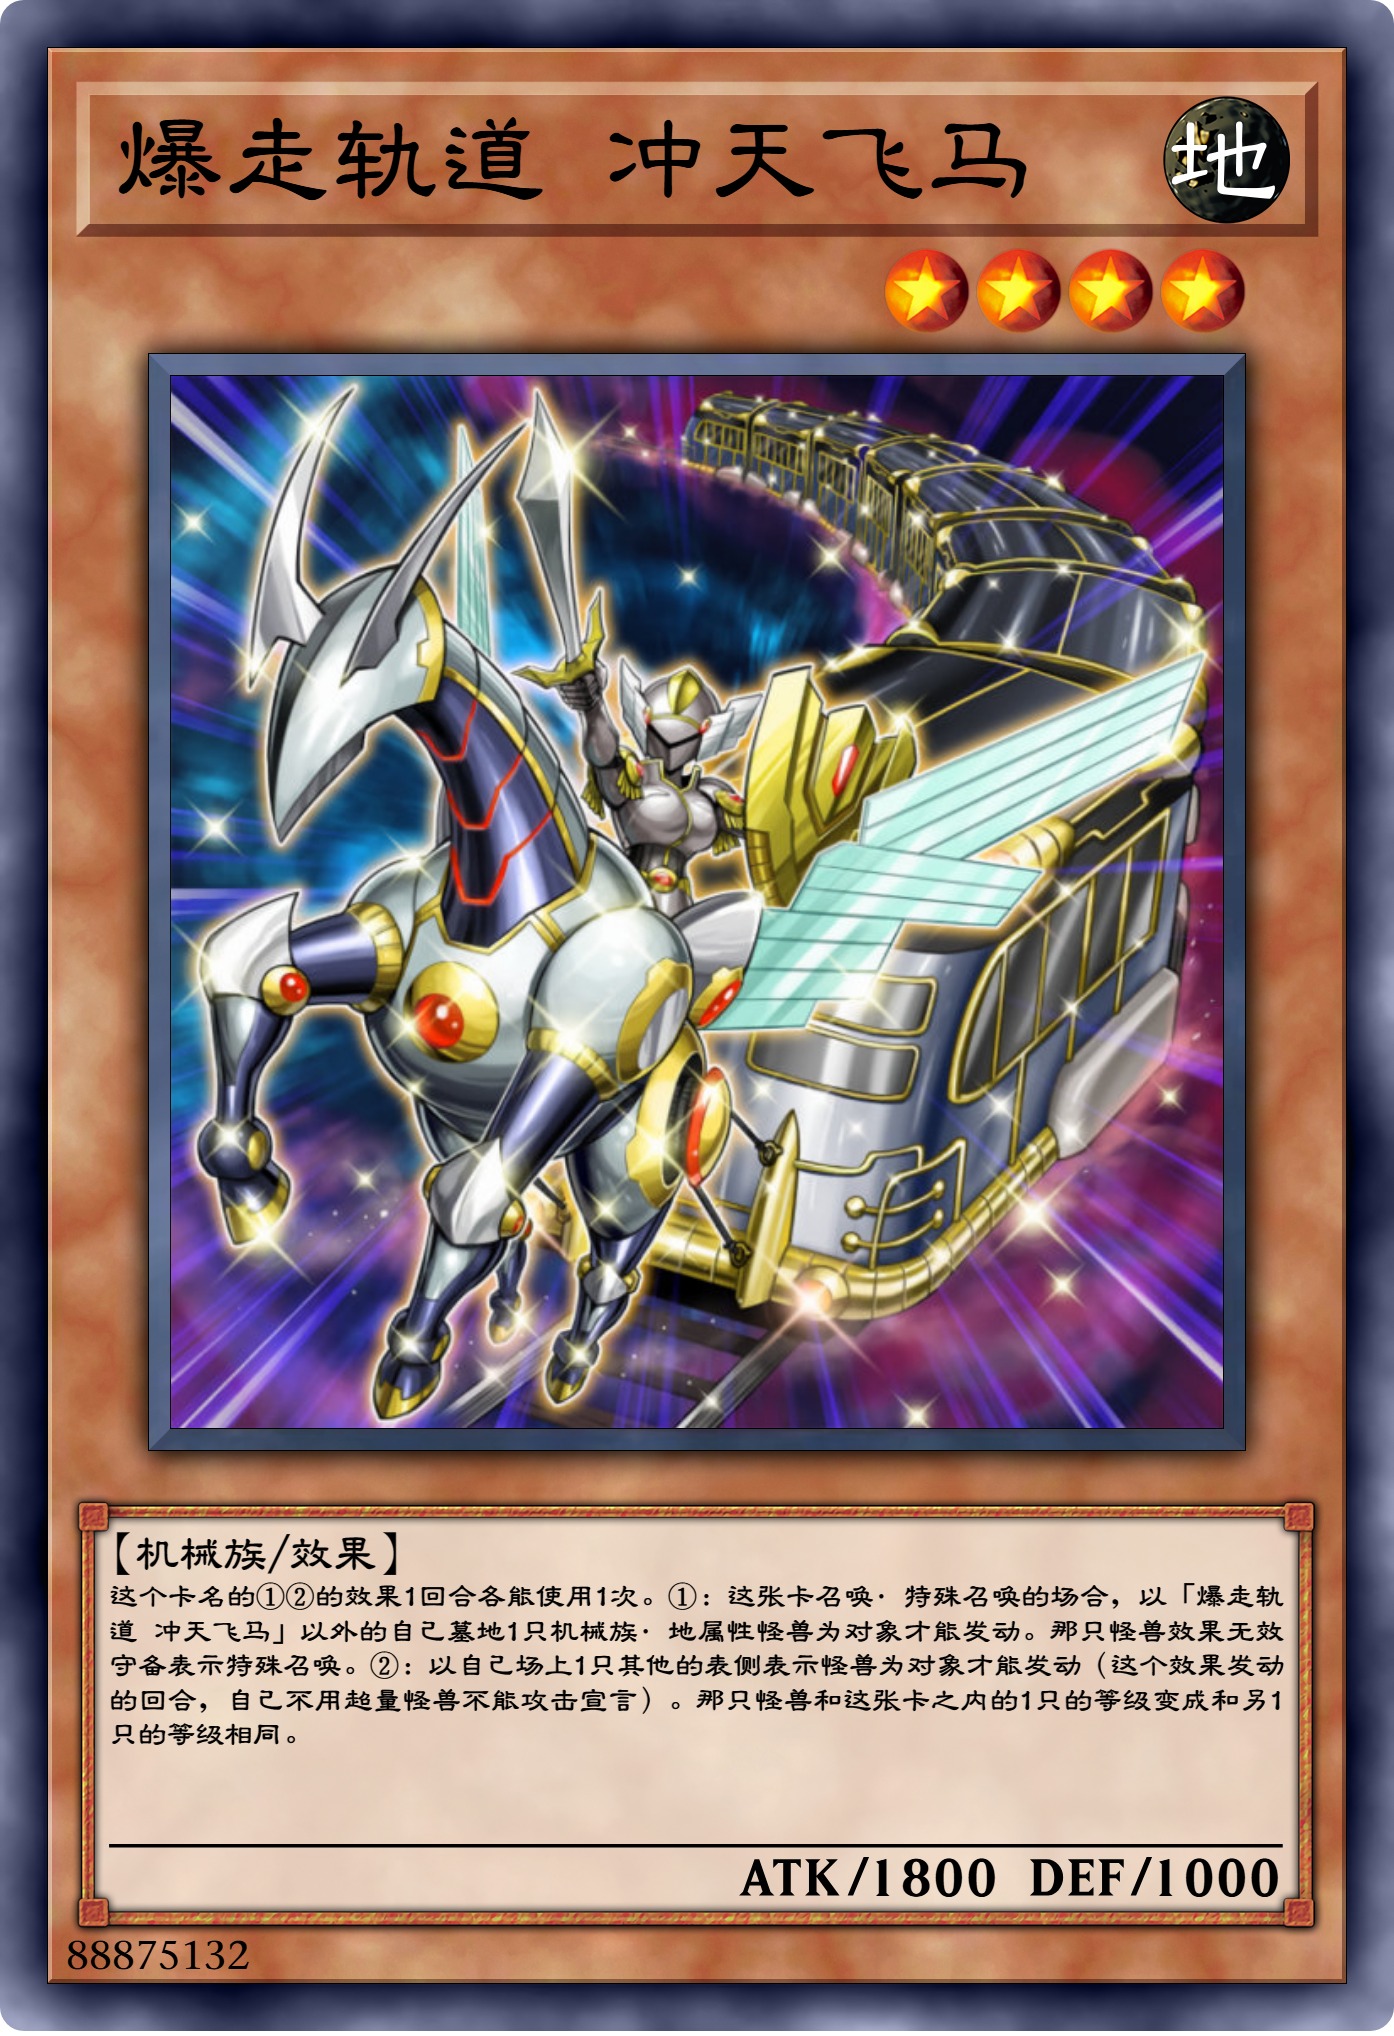 爆走轨道 冲天飞马
地
【机械族/效果】
这个卡名的①②的效果1回合各能使用1次。①：这张卡召唤·特殊召唤的场合，以「爆走轨
道 冲天飞马」以外的自己墓地1只机械族·地属性怪兽为对象才能发动。那只怪兽效果无效
守备表示特殊召唤。②：以自己场上1只其他的表侧表示怪兽为对象才能发动（这个效果发动
的回合，自己不用超量怪兽不能攻击宣言）。那只怪兽和这张卡之内的1只的等级变成和另1
只的等级相同。
ATK/1800 DEF/1000
88875132